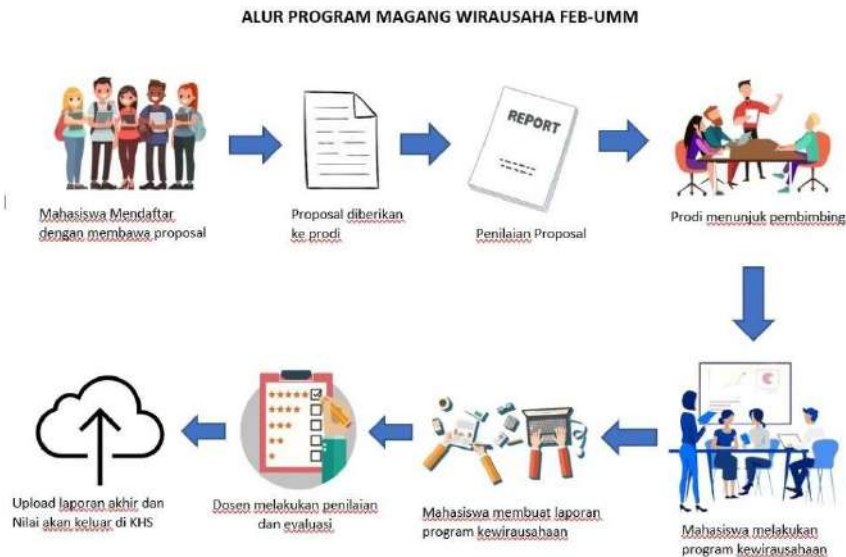 ALUR PROGRAM MAGANG WIRAUSAHA FEB-UMM
REPORT
Mahasiswa Mendaftar
dengan membawa proposal
Proposal diberikan
ke prodi
Penilaian Proposal
Prodi menunjuk pembimbing
Upload laporan akhir dan
Nilai akan keluar di KHS
Dosen melakukan penilaian
dan evaluasi
Mahasiswa membuat laporan
program kewirausahaan
Mahasiswa melakukan
program kewirausahaan